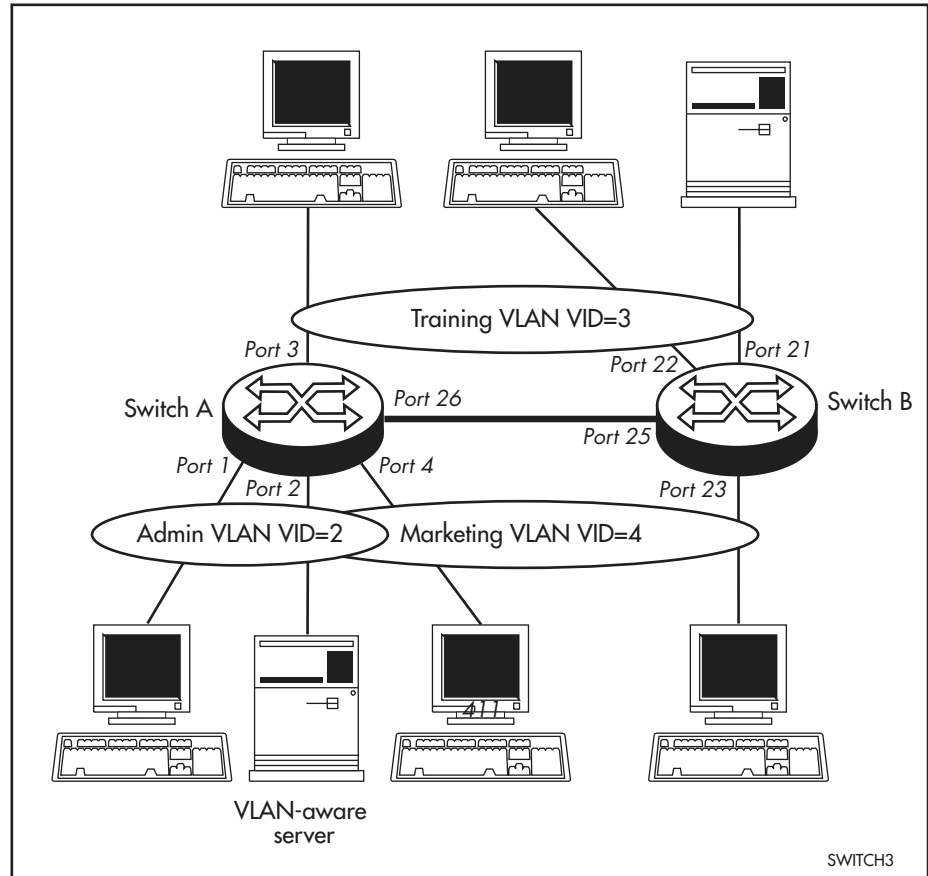 Training VLAN VID=3
Port 3
Port 22
Port 21
Switch A
Port 26
Switch B
Port 25
Port 1
Port 2
Port 4
Port 23
Admin VLAN VID=2
Marketing VLAN VID=4
411
VLAN-aware
server
SWITCH3